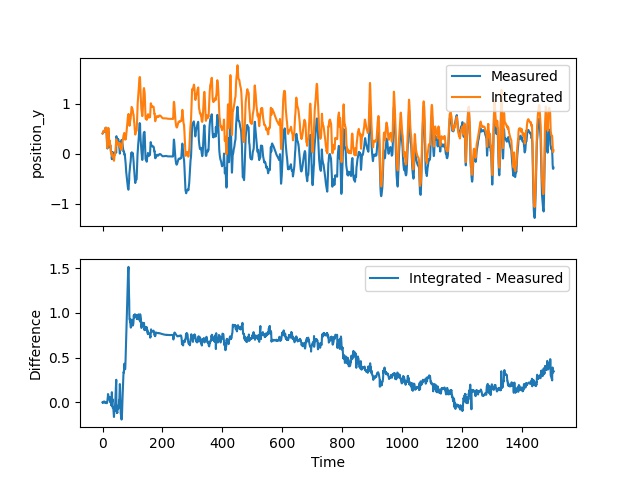 position_y
1
0
−1
Measured
Integrated
Difference
1.5
1.0
0.5
0.0
Integrated - Measured
0 200 400 600 800 1000 1200 1400
Time